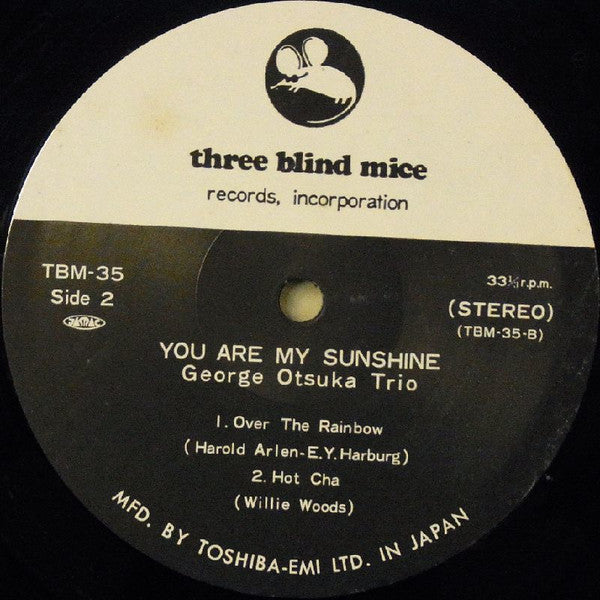 three blind mice
records, incorporation
TBM-35
Side 2
JASRAC
33⅓ r.p.m.
(STEREO)
(TBM-35-B)
YOU ARE MY SUNSHINE
George Otsuka Trio
1. Over The Rainbow
(Harold Arlen-E.Y. Harburg)
2. Hot Cha
(Willie Woods)
MFD. BY TOSHIBA-EMI LTD. IN JAPAN